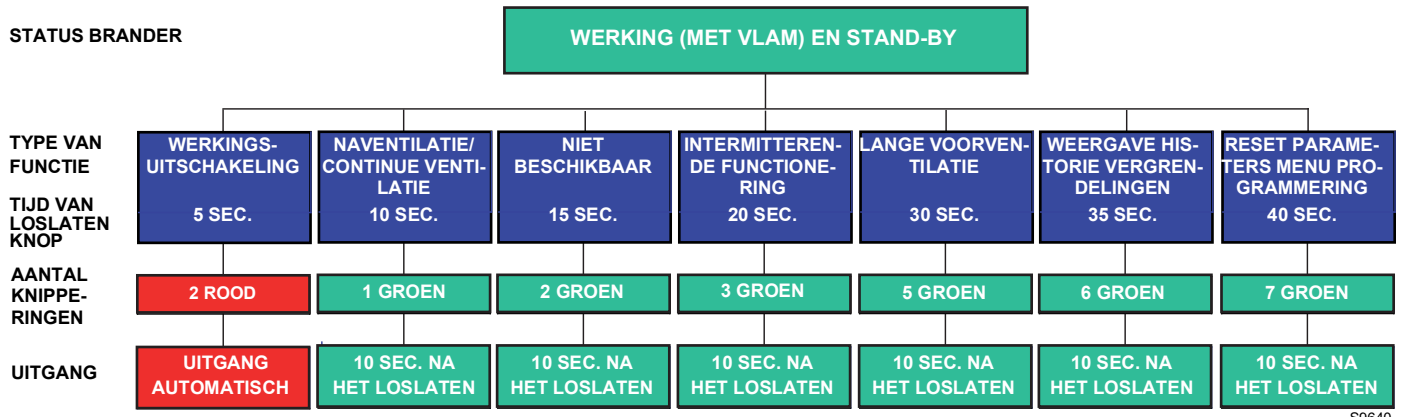 STATUS BRANDER
WERKING (MET VLAM) EN STAND-BY
TYPE VAN
FUNCTIE
WERKINGS-
UITSCHAKELING
NAVENTILATIE/
CONTINUE VENTI-
LATIE
NIET
BESCHIKBAAR
INTERMITTEREN-
DE FUNCTIONE-
RING
LANGE VOORVEN-
TILATIE
WEERGAVE HIS-
TORIE VERGREN-
DELINGEN
RESET PARAME-
TERS MENU PRO-
GRAMMERING
TIJD VAN
LOSLATEN
KNOP
5 SEC.
10 SEC.
15 SEC.
20 SEC.
30 SEC.
35 SEC.
40 SEC.
AANTAL
KNIPPE-
RINGEN
2 ROOD
1 GROEN
2 GROEN
3 GROEN
5 GROEN
6 GROEN
7 GROEN
UITGANG
UITGANG
AUTOMATISCH
10 SEC. NA
HET LOSLATEN
10 SEC. NA
HET LOSLATEN
10 SEC. NA
HET LOSLATEN
10 SEC. NA
HET LOSLATEN
10 SEC. NA
HET LOSLATEN
10 SEC. NA
HET LOSLATEN